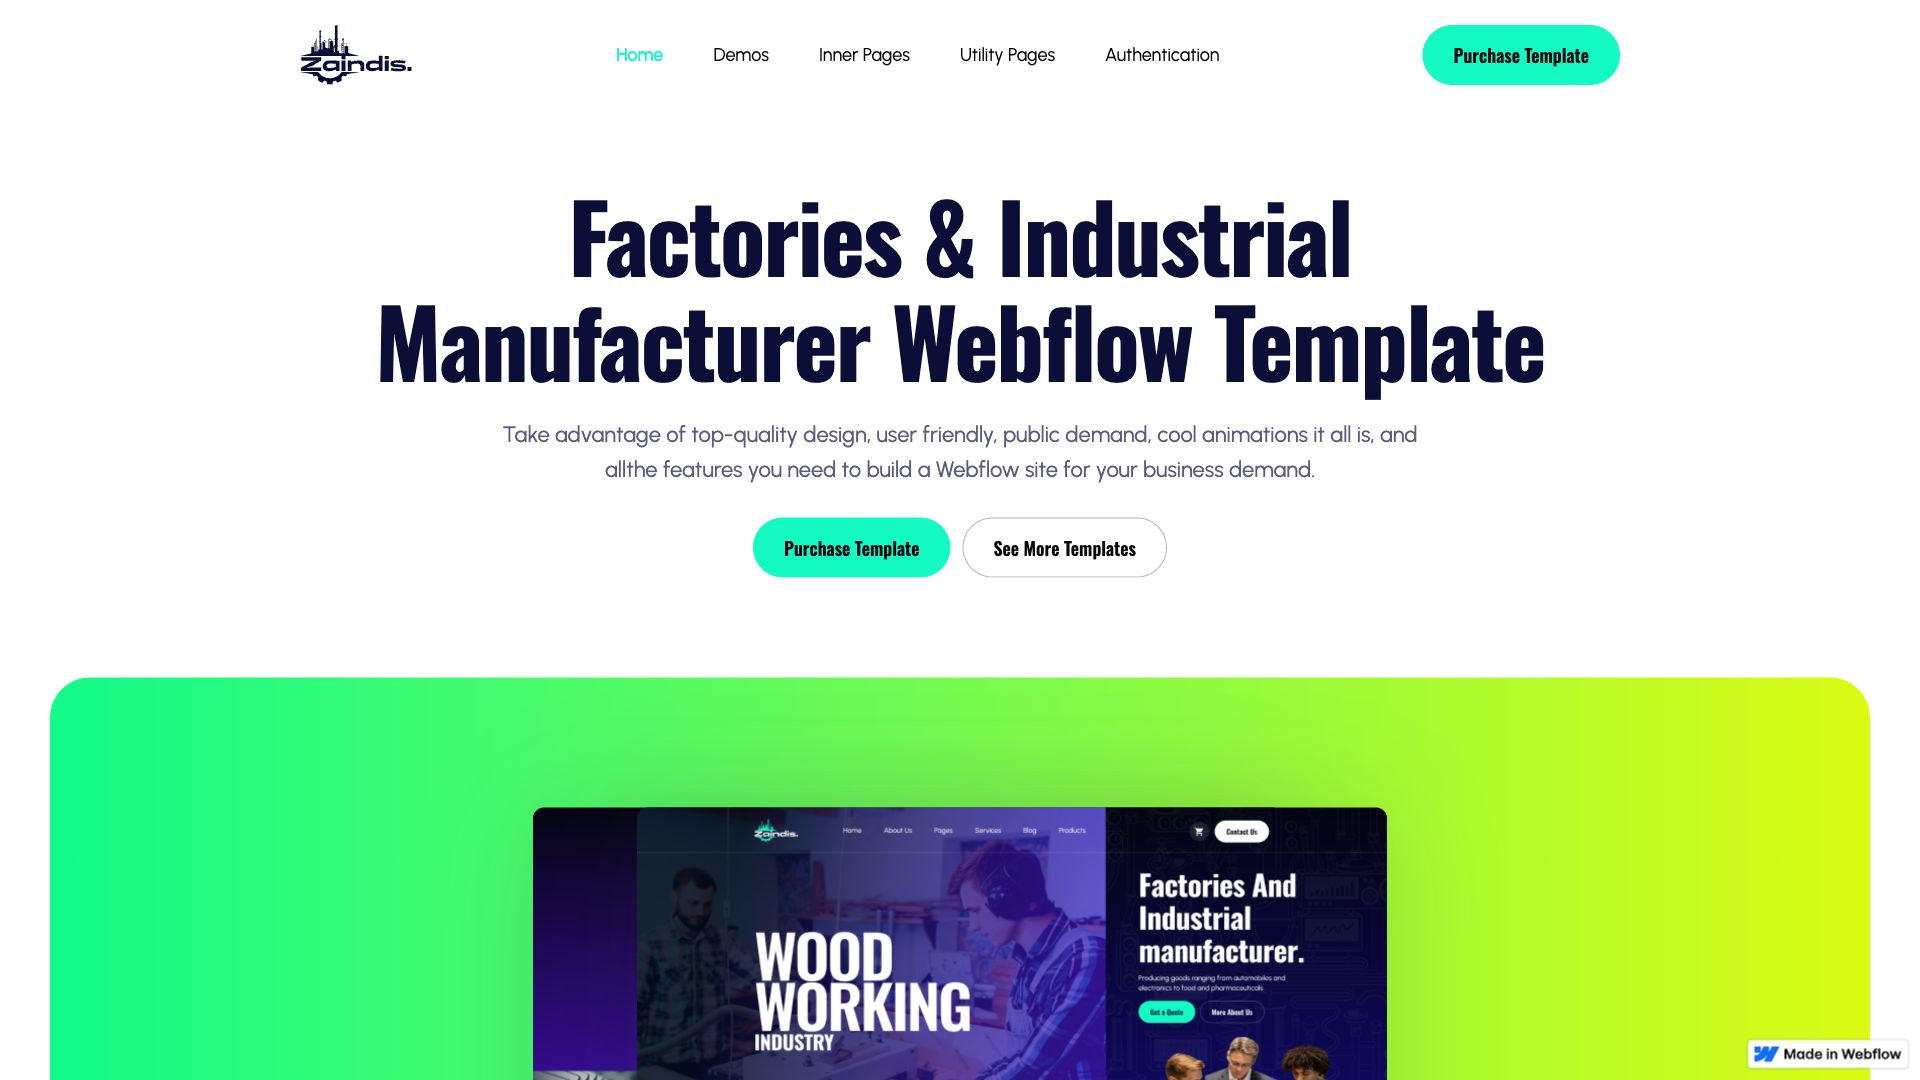 Zaindis.
Home
Demos
Inner Pages
Utility Pages
Authentication
Purchase Template
Factories & Industrial
Manufacturer Webflow Template
Take advantage of top-quality design, user friendly, public demand, cool animations it all is, and
allthe features you need to build a Webflow site for your business demand.
Purchase Template
See More Templates
Zaindis.
Home
About Us
Pages
Services
Blog
Products
Contact Us
WOOD
WORKING
INDUSTRY
Factories And
Industrial
manufacturer.
Producing goods ranging from automobiles and
electronics to food and pharmaceuticals.
Get a Quote
More About Us
Made in Webflow